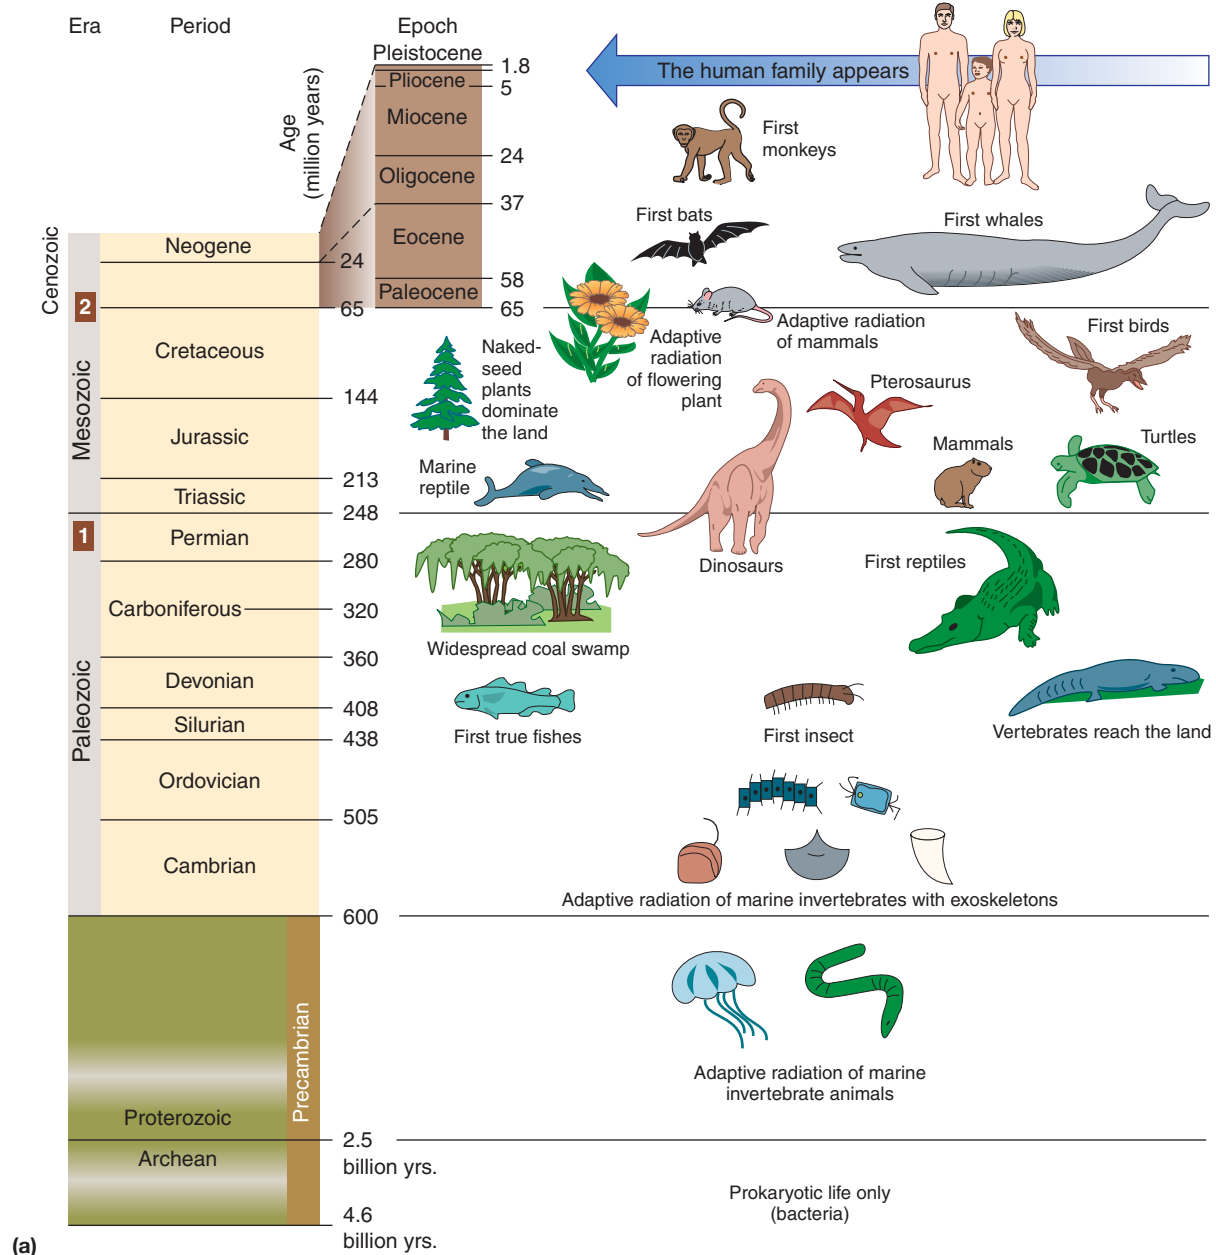 Era
Period
Epoch
Age
(million years)
Pleistocene
1.8
Pliocene
5
Miocene
24
Oligocene
37
Eocene
58
Paleocene
65
The human family appears
First
monkeys
First bats
First whales
Cenozoic
Neogene
24
2
65
Adaptive radiation
of mammals
First birds
Mesozoic
Cretaceous
144
Jurassic
213
Triassic
248
Naked-
seed
plants
dominate
the land
Adaptive
radiation
of flowering
plant
Pterosaurus
Mammals
Turtles
Marine
reptile
Dinosaurs
Paleozoic
1
Permian
280
Carboniferous
320
360
Devonian
408
Silurian
438
Ordovician
505
Cambrian
600
First reptiles
Widespread coal swamp
First true fishes
First insect
Vertebrates reach the land
Adaptive radiation of marine invertebrates with exoskeletons
Precambrian
Adaptive radiation of marine
invertebrate animals
Proterozoic
2.5
billion yrs.
Archean
Prokaryotic life only
(bacteria)
4.6
billion yrs.
(a)